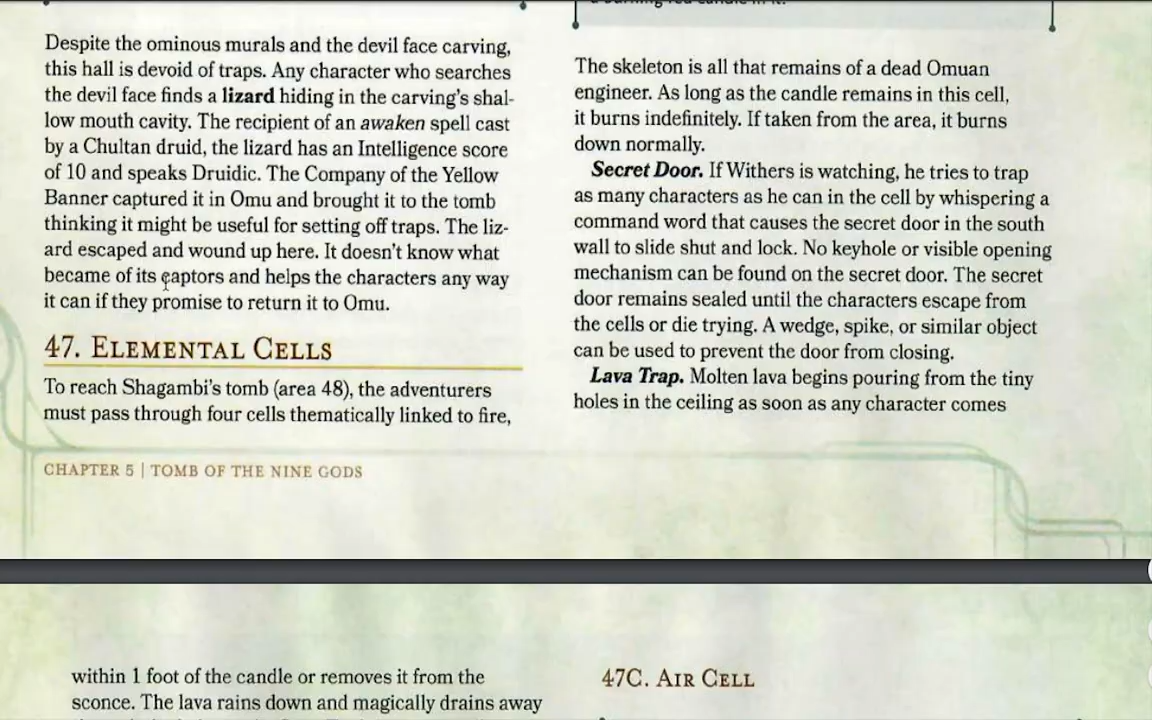 Despite the ominous murals and the devil face carving,
this hall is devoid of traps. Any character who searches
the devil face finds a lizard hiding in the carving's shal-
low mouth cavity. The recipient of an awaken spell cast
by a Chultan druid, the lizard has an Intelligence score
of 10 and speaks Druidic. The Company of the Yellow
Banner captured it in Omu and brought it to the tomb
thinking it might be useful for setting off traps. The liz-
ard escaped and wound up here. It doesn't know what
became of its captors and helps the characters any way
it can if they promise to return it to Omu.
47. ELEMENTAL CELLS
To reach Shagambi's tomb (area 48), the adventurers
must pass through four cells thematically linked to fire,
CHAPTER 5 | TOMB OF THE NINE GODS
a burning red candle in it.
The skeleton is all that remains of a dead Omuan
engineer. As long as the candle remains in this cell,
it burns indefinitely. If taken from the area, it burns
down normally.
Secret Door. If Withers is watching, he tries to trap
as many characters as he can in the cell by whispering a
command word that causes the secret door in the south
wall to slide shut and lock. No keyhole or visible opening
mechanism can be found on the secret door. The secret
door remains sealed until the characters escape from
the cells or die trying. A wedge, spike, or similar object
can be used to prevent the door from closing.
Lava Trap. Molten lava begins pouring from the tiny
holes in the ceiling as soon as any character comes
within 1 foot of the candle or removes it from the
sconce. The lava rains down and magically drains away
47C. AIR CELL